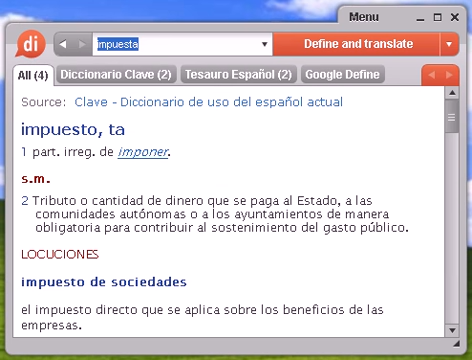 Menu
di
impuesta
Define and translate
All (4)
Diccionario Clave (2)
Tesauro Español (2)
Google Define
Source: Clave - Diccionario de uso del español actual
impuesto, ta
1 part. irreg. de imponer.
s.m.
2 Tributo o cantidad de dinero que se paga al Estado, a las
comunidades autónomas o a los ayuntamientos de manera
obligatoria para contribuir al sostenimiento del gasto público.
LOCUCIONES
impuesto de sociedades
el impuesto directo que se aplica sobre los beneficios de las
empresas.